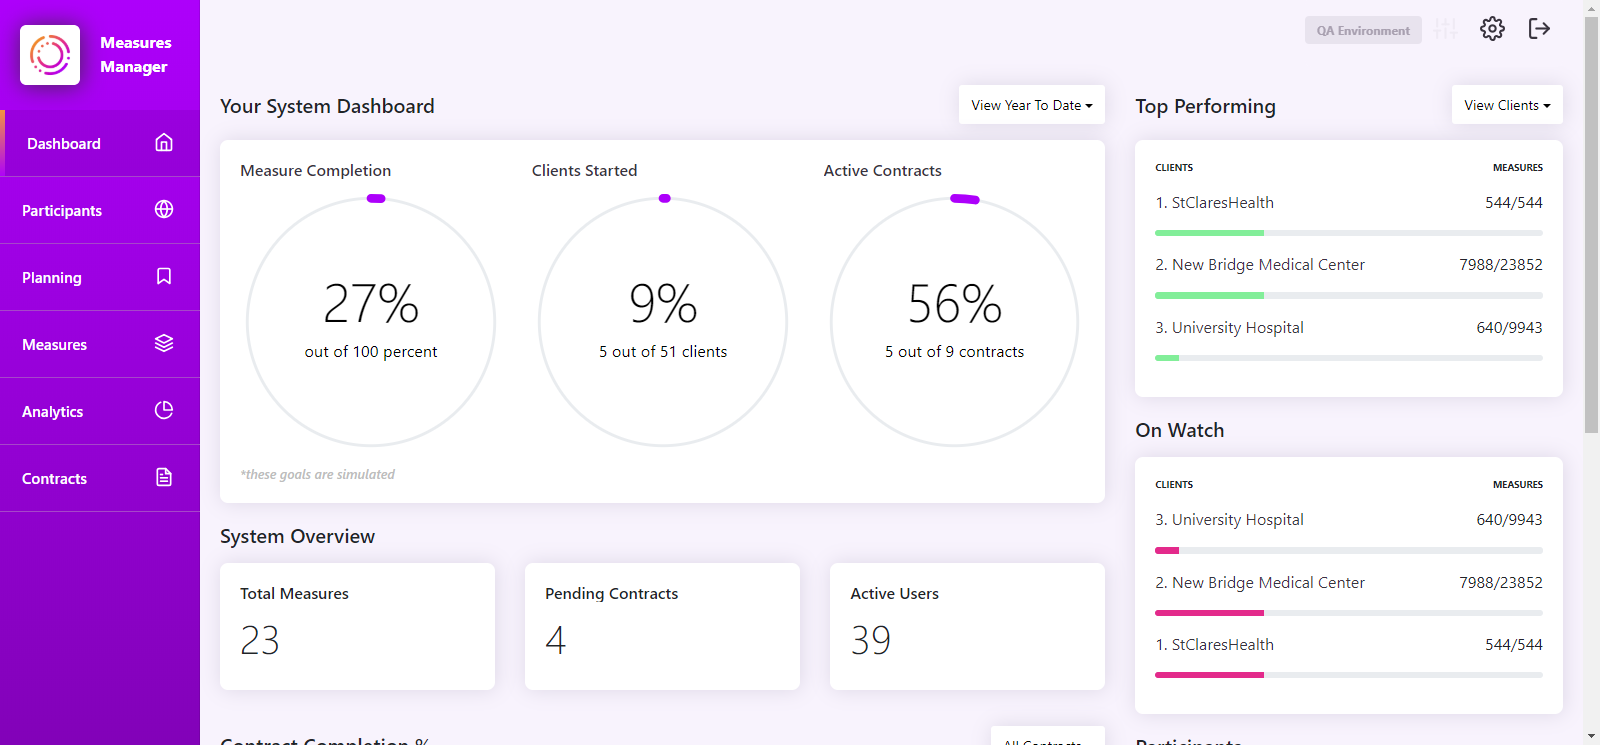 Measures
Manager
Dashboard
Participants
Planning
Measures
Analytics
Contracts
QA Environment
Your System Dashboard
View Year To Date
Measure Completion
27%
out of 100 percent
Clients Started
9%
5 out of 51 clients
Active Contracts
56%
5 out of 9 contracts
*these goals are simulated
System Overview
Total Measures
23
Pending Contracts
4
Active Users
39
Contract Completion %
All Contracts
Top Performing
View Clients
CLIENTS MEASURES
1. StClaresHealth 544/544
2. New Bridge Medical Center 7988/23852
3. University Hospital 640/9943
On Watch
CLIENTS MEASURES
3. University Hospital 640/9943
2. New Bridge Medical Center 7988/23852
1. StClaresHealth 544/544
Participants